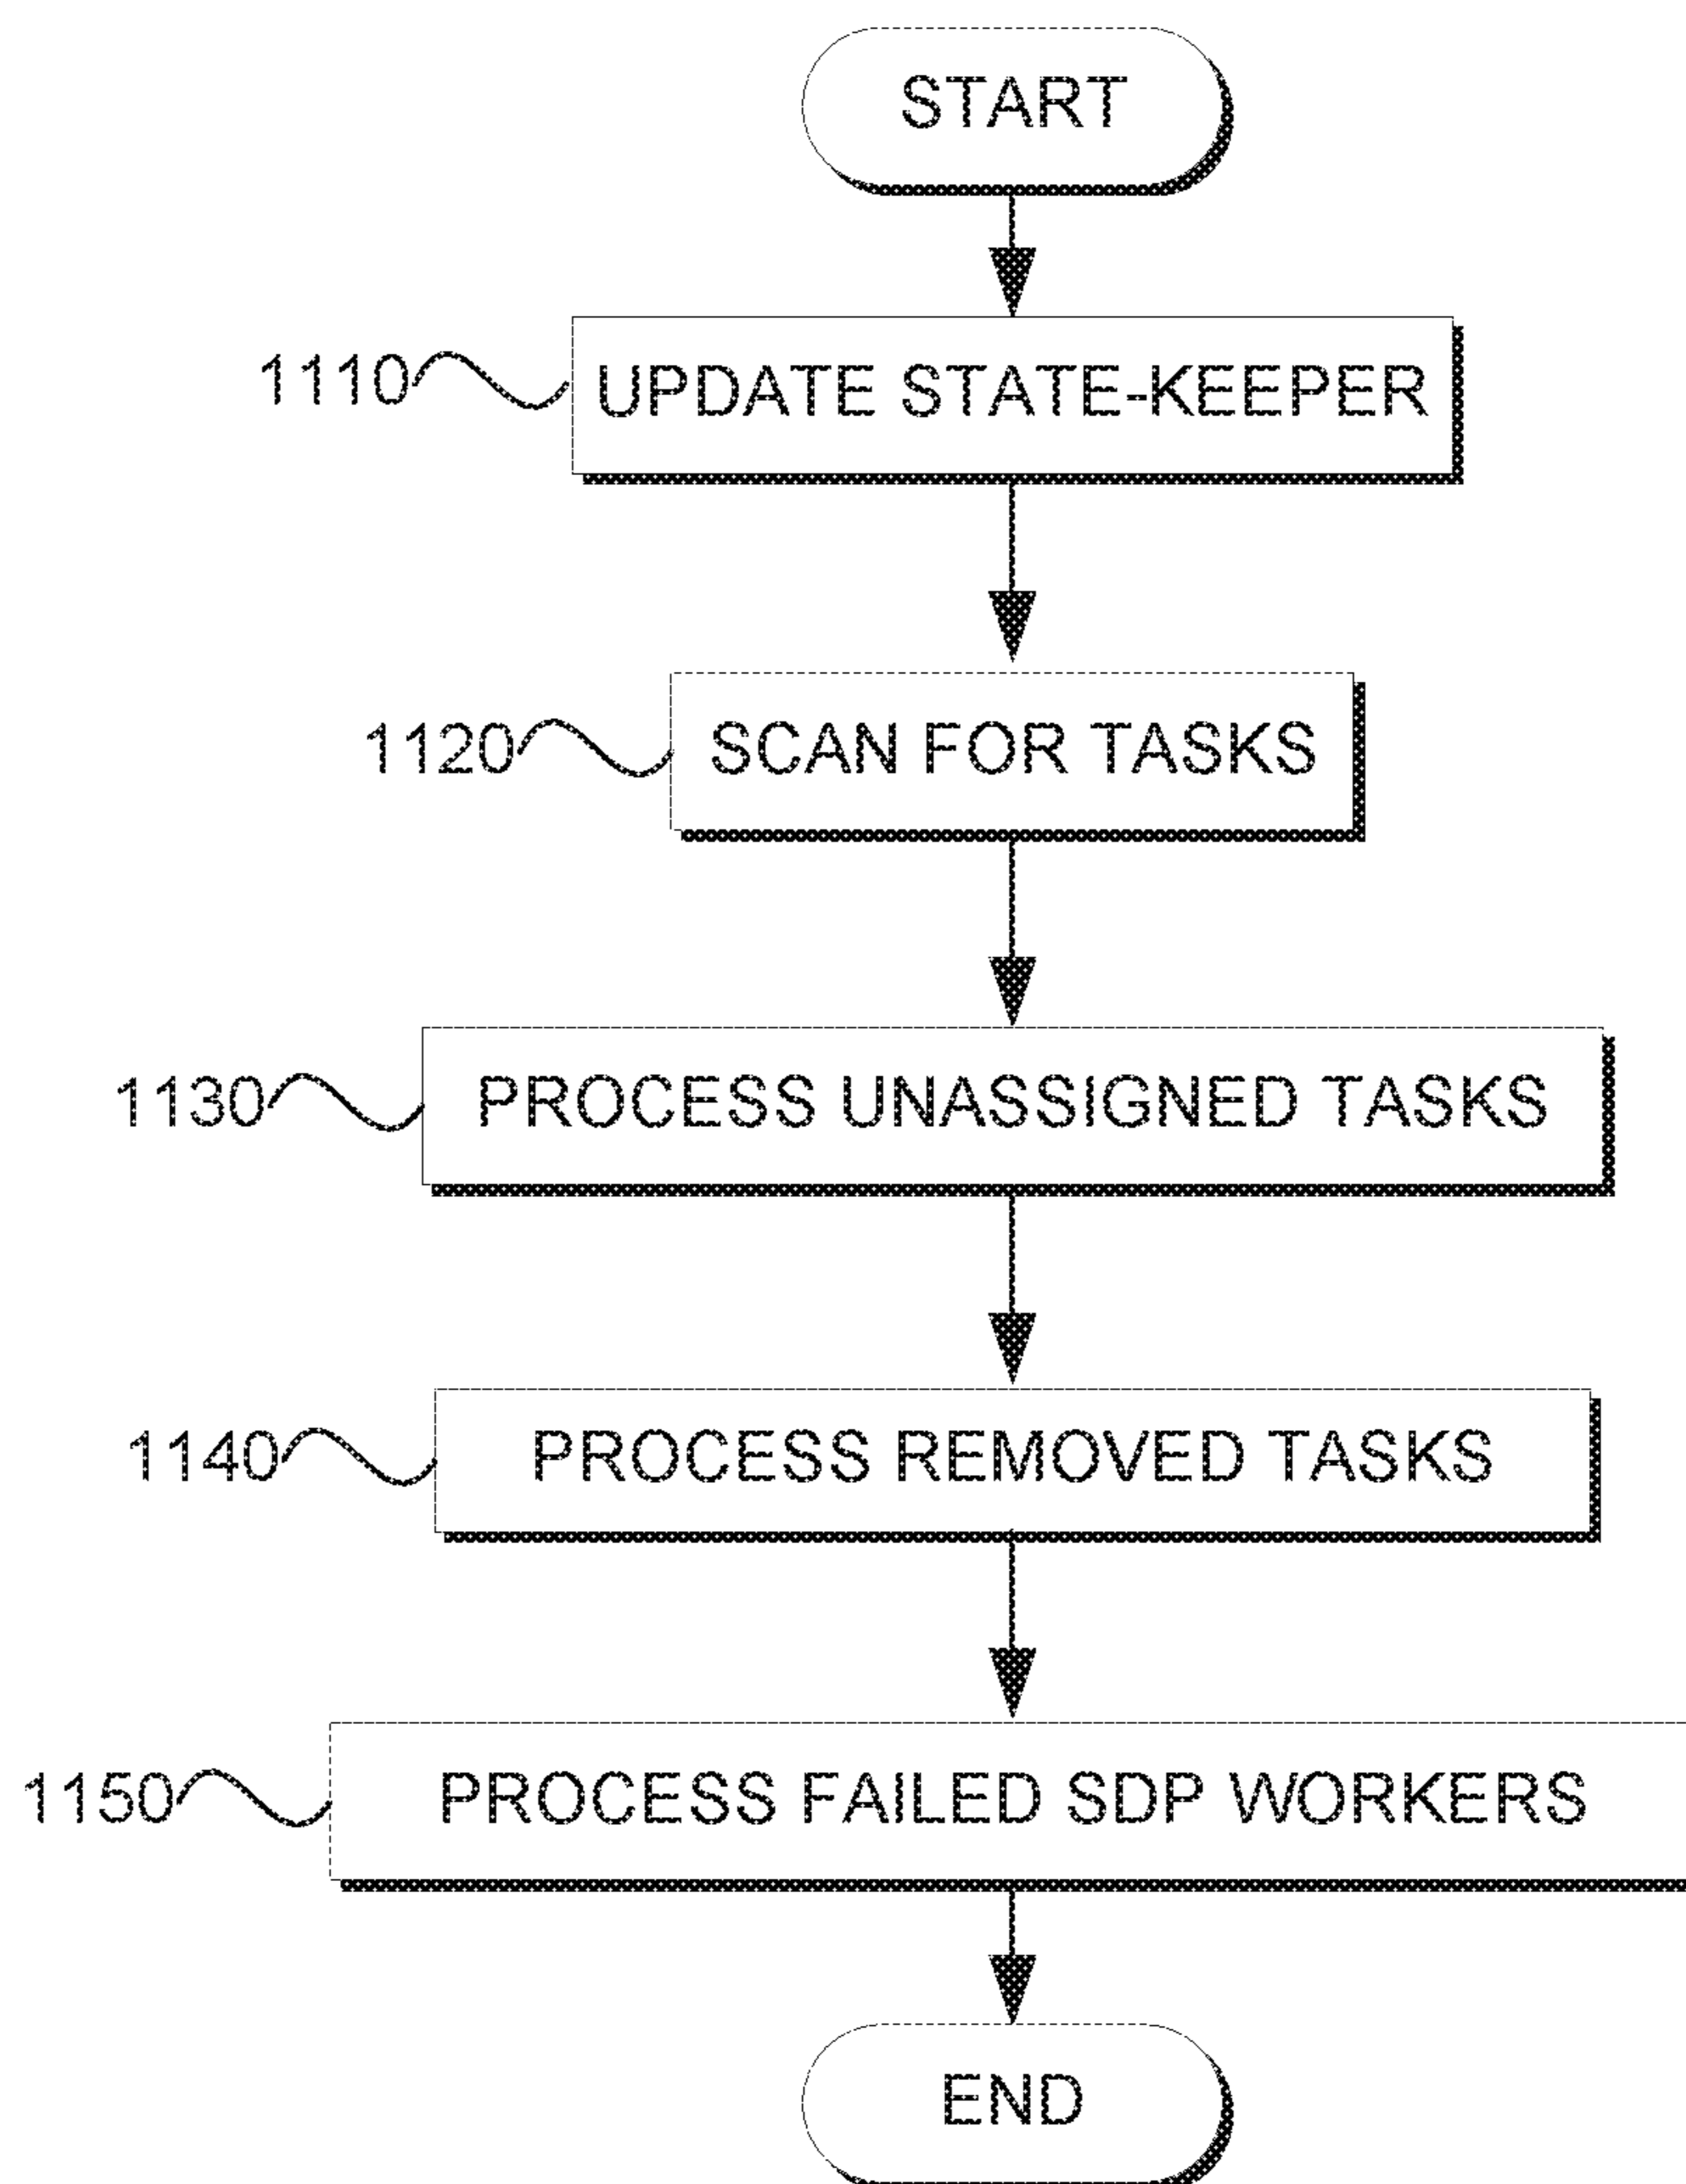 START
1110 UPDATE STATE-KEEPER
1120 SCAN FOR TASKS
1130 PROCESS UNASSIGNED TASKS
1140 PROCESS REMOVED TASKS
1150 PROCESS FAILED SDP WORKERS
END